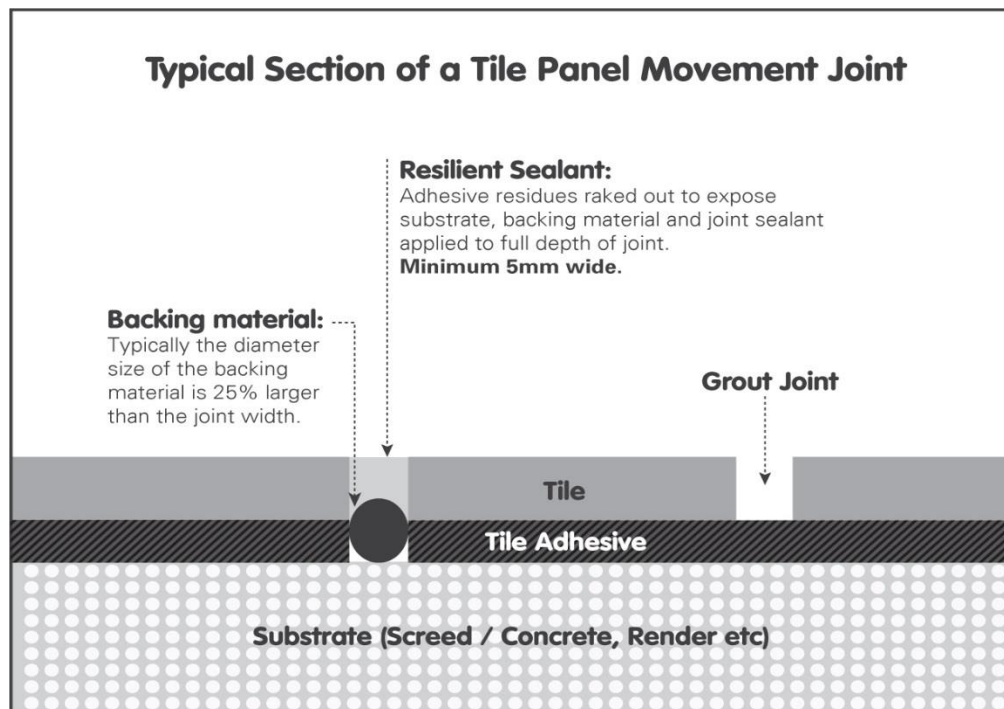 Typical Section of a Tile Panel Movement Joint
Resilient Sealant:
Adhesive residues raked out to expose
substrate, backing material and joint sealant
applied to full depth of joint.
Minimum 5mm wide.
Backing material:
Typically the diameter
size of the backing
material is 25% larger
than the joint width.
Grout Joint
Tile
Tile Adhesive
Substrate (Screed / Concrete, Render etc)